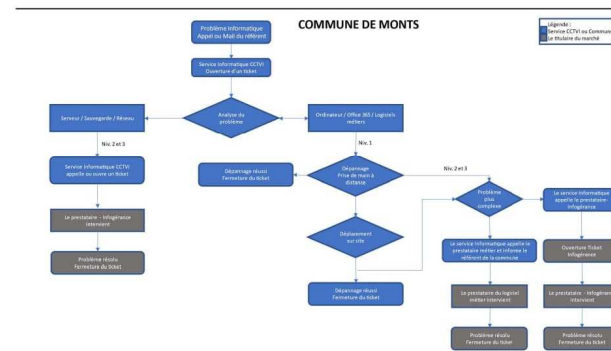 COMMUNE DE MONTS
Légende :
Service CCTVI ou Commune
Le titulaire du marché
Problème Informatique
Appel ou Mail du référent
Service Informatique CCTVI
Ouverture d'un ticket
Serveur / Sauvegarde / Réseau
Analyse du
problème
Ordinateur / Office 365 / Logiciels
métiers
Niv. 2 et 3
Niv. 1
Service Informatique CCTVI
appelle ou ouvre un ticket
Dépannage réussi
Fermeture du ticket
Dépannage
Prise de main à
distance
Niv. 2 et 3
Problème
plus
complexe
Le service Informatique
appelle le prestataire-
Infogérance
Le prestataire - Infogérance
intervient
Déplacement
sur site
Le service Informatique appelle le
prestataire métier et informe le
référent de la commune
Ouverture Ticket
Infogérance
Problème résolu
Fermeture du ticket
Dépannage réussi
Fermeture du ticket
Le prestataire du logiciel
métier intervient
Le prestataire - Infogérance
intervient
Problème résolu
Fermeture du ticket
Problème résolu
Fermeture du ticket